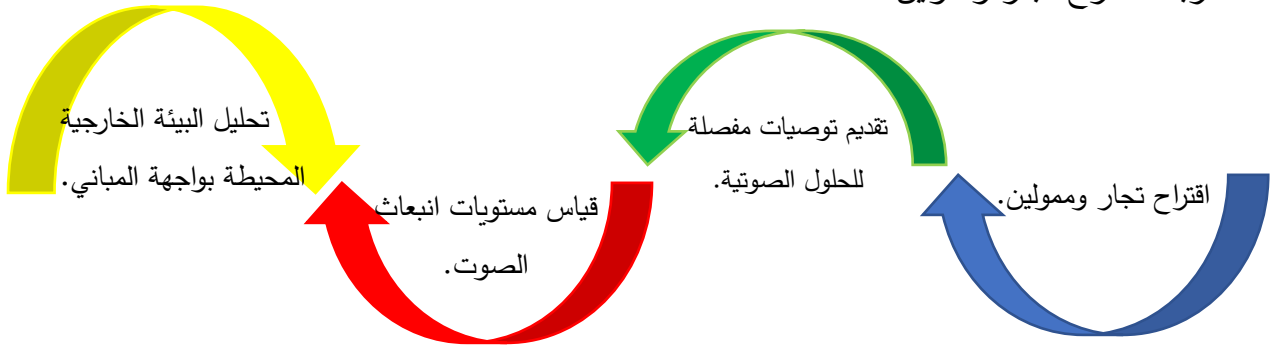 تحليل البيئة الخارجية
المحيطة بواجهة المباني.
قياس مستويات انبعاث
الصوت.
تقديم توصيات مفصلة
للحلول الصوتية.
اقتراح تجار وممولين.